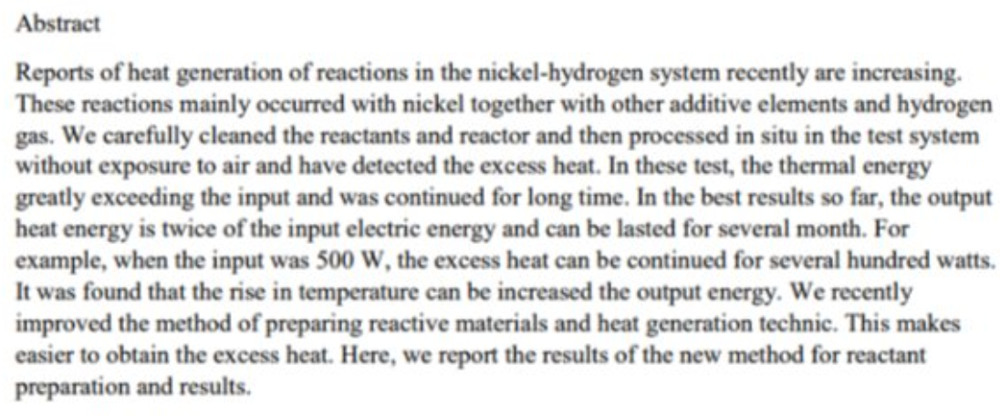 Abstract
Reports of heat generation of reactions in the nickel-hydrogen system recently are increasing.
These reactions mainly occurred with nickel together with other additive elements and hydrogen
gas. We carefully cleaned the reactants and reactor and then processed in situ in the test system
without exposure to air and have detected the excess heat. In these test, the thermal energy
greatly exceeding the input and was continued for long time. In the best results so far, the output
heat energy is twice of the input electric energy and can be lasted for several month. For
example, when the input was 500 W, the excess heat can be continued for several hundred watts.
It was found that the rise in temperature can be increased the output energy. We recently
improved the method of preparing reactive materials and heat generation technic. This makes
easier to obtain the excess heat. Here, we report the results of the new method for reactant
preparation and results.